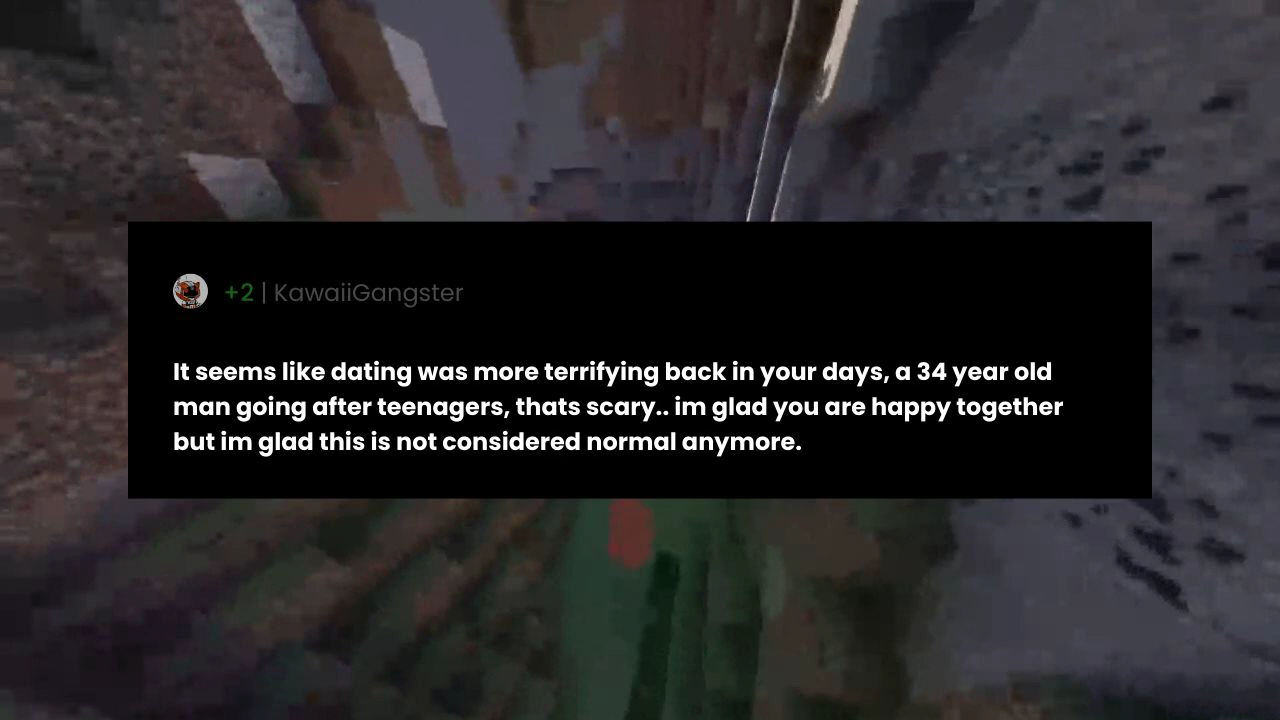 +2 | KawaiiGangster
It seems like dating was more terrifying back in your days, a 34 year old
man going after teenagers, thats scary.. im glad you are happy together
but im glad this is not considered normal anymore.